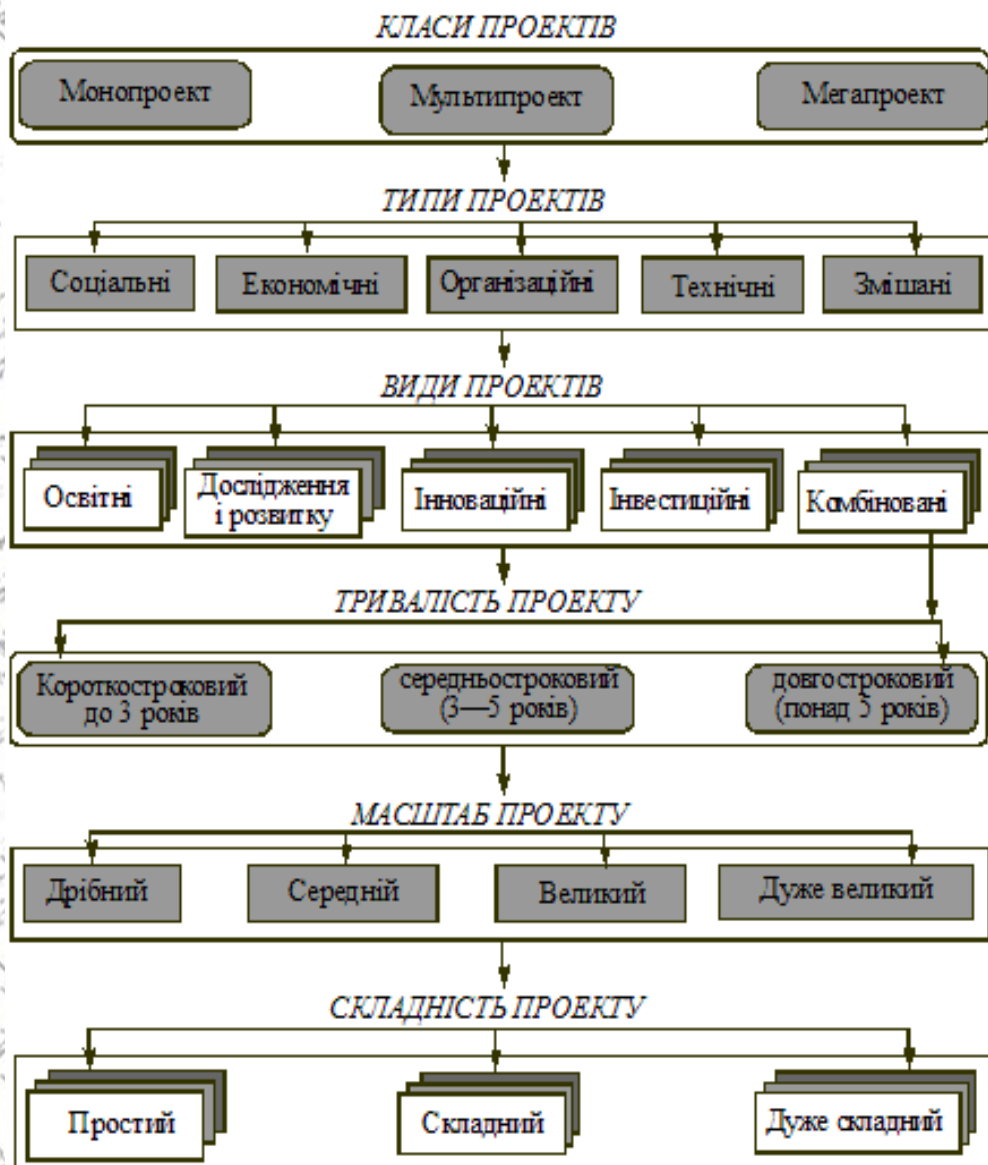 КЛАСИ ПРОЕКТІВ
Монопроект
Мультипроект
Мегапроект
ТИПИ ПРОЕКТІВ
Соціальні
Економічні
Організаційні
Технічні
Змішані
ВИДИ ПРОЕКТІВ
Освітні
Дослідження
і розвитку
Інноваційні
Інвестиційні
Комбіновані
ТРИВАЛІСТЬ ПРОЕКТУ
Короткостроковий
до 3 років
середньостроковий
(3—5 років)
довгостроковий
(понад 5 років)
МАСШТАБ ПРОЕКТУ
Дрібний
Середній
Великий
Дуже великий
СКЛАДНІСТЬ ПРОЕКТУ
Простий
Складний
Дуже складний